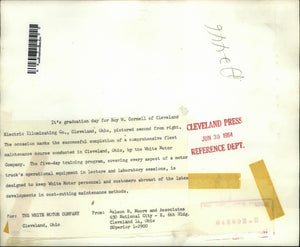 It's graduation day for Roy W. Cornell of Cleveland
Electric Illuminating Co., Cleveland, Ohio, pictured second from right.
The occasion marks the successful completion of a comprehensive fleet
maintenance course conducted in Cleveland, Ohio, by the White Motor
Company. The five-day training program, covering every aspect of a motor
truck's operational equipment in lecture and laboratory sessions, is
designed to keep White Motor personnel and customers abreast of the latest
developments in cost-cutting maintenance methods.
CLEVELAND PRESS
JUN 30 1954
REFERENCE DEPT.
For: THE WHITE MOTOR COMPANY
Cleveland, Ohio
From:
and Associates
630 National City - E. 6th Bldg.
Cleveland 14, Ohio
SUperior 1-2900